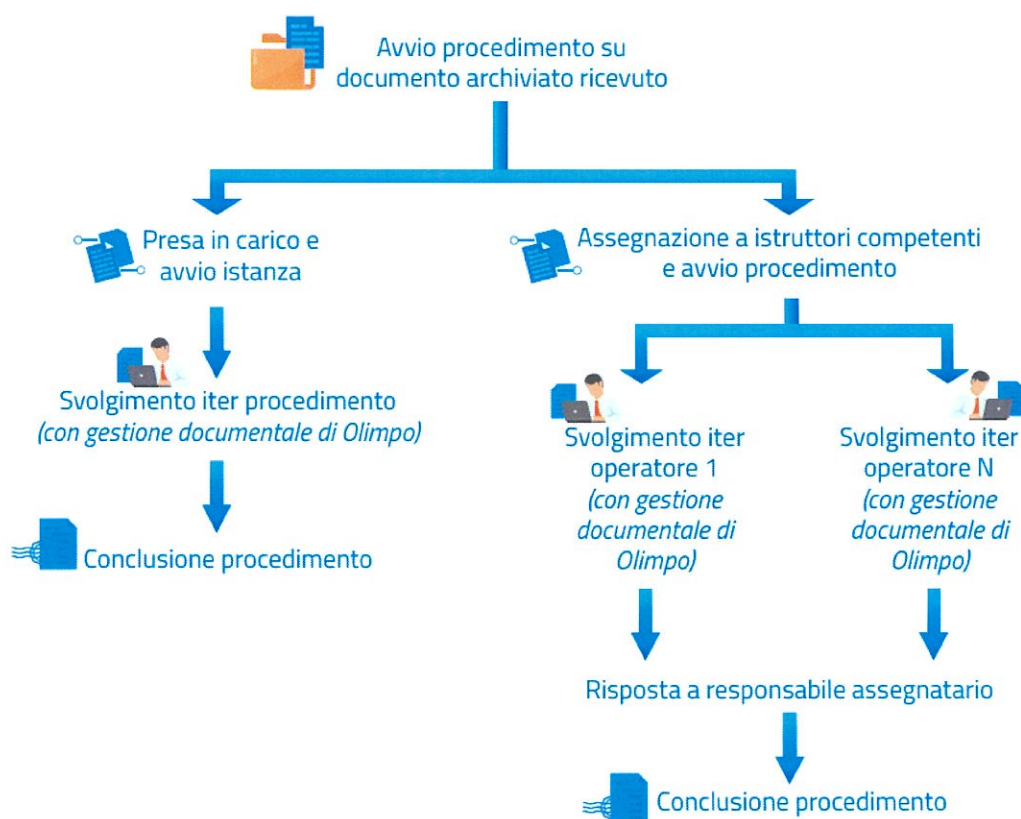 Avvio procedimento su
documento archiviato ricevuto
Presa in carico e
avvio istanza
Svolgimento iter procedimento
(con gestione documentale di Olimpo)
Conclusione procedimento
Assegnazione a istruttori competenti
e avvio procedimento
Svolgimento iter
operatore 1
(con gestione
documentale di
Olimpo)
Svolgimento iter
operatore N
(con gestione
documentale di
Olimpo)
Risposta a responsabile assegnatario
Conclusione procedimento